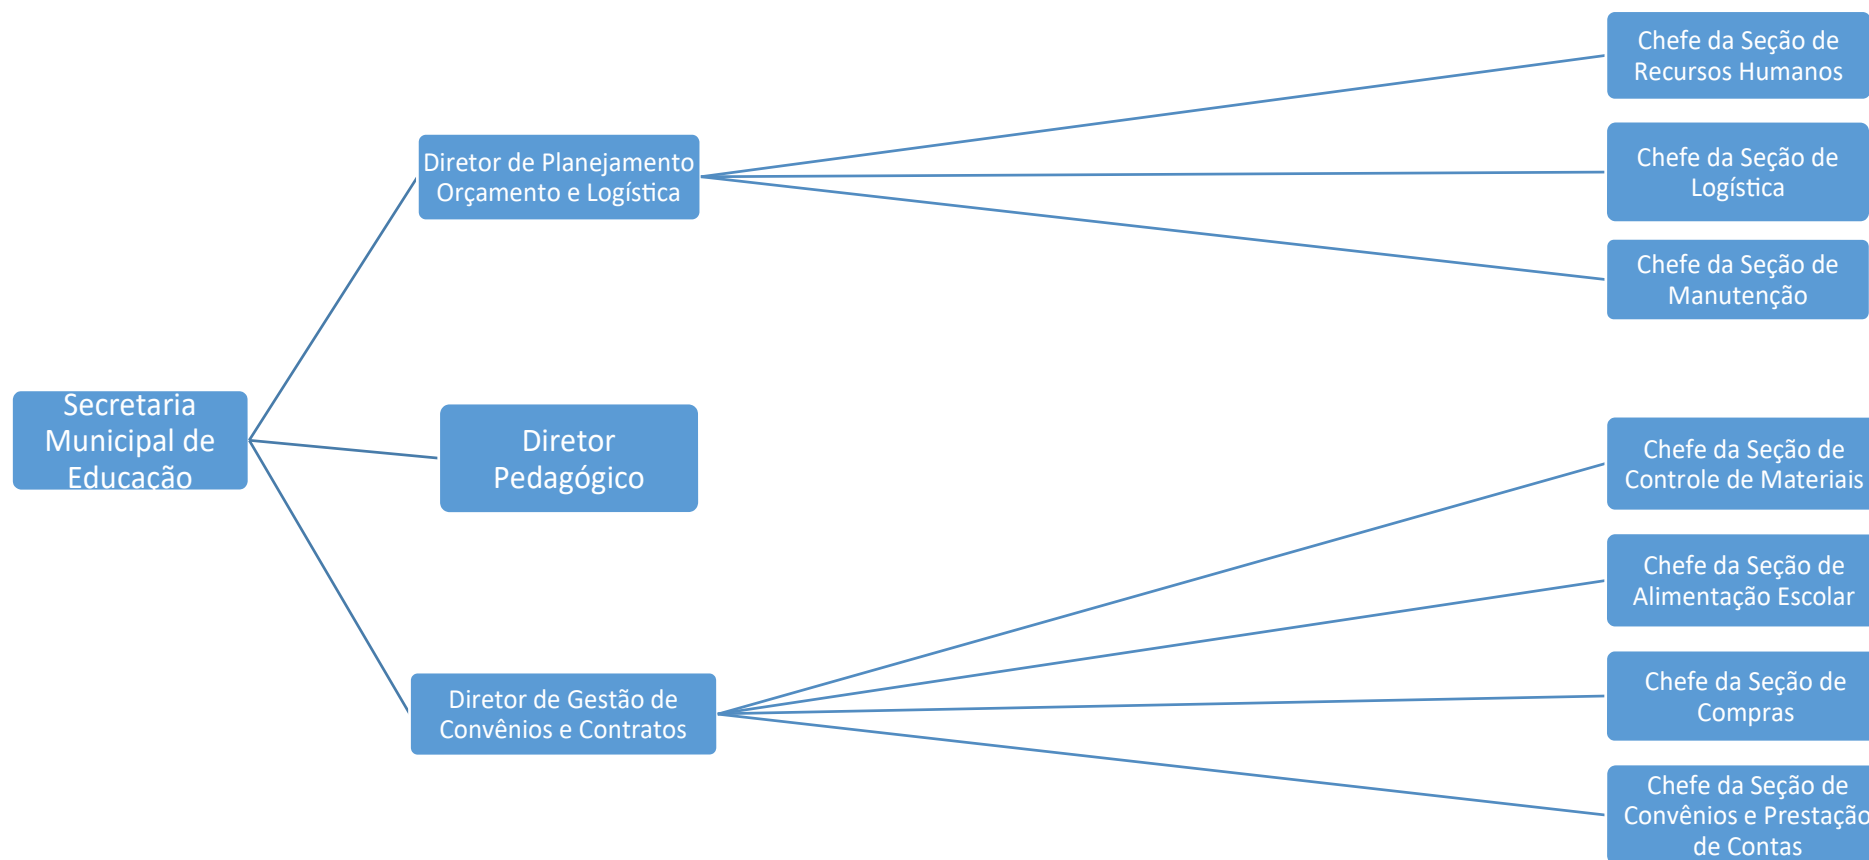 Secretaria
Municipal de
Educação
Diretor de Planejamento
Orçamento e Logística
Chefe da Seção de
Recursos Humanos
Chefe da Seção de
Logística
Chefe da Seção de
Manutenção
Diretor
Pedagógico
Diretor de Gestão de
Convênios e Contratos
Chefe da Seção de
Controle de Materiais
Chefe da Seção de
Alimentação Escolar
Chefe da Seção de
Compras
Chefe da Seção de
Convênios e Prestação
de Contas